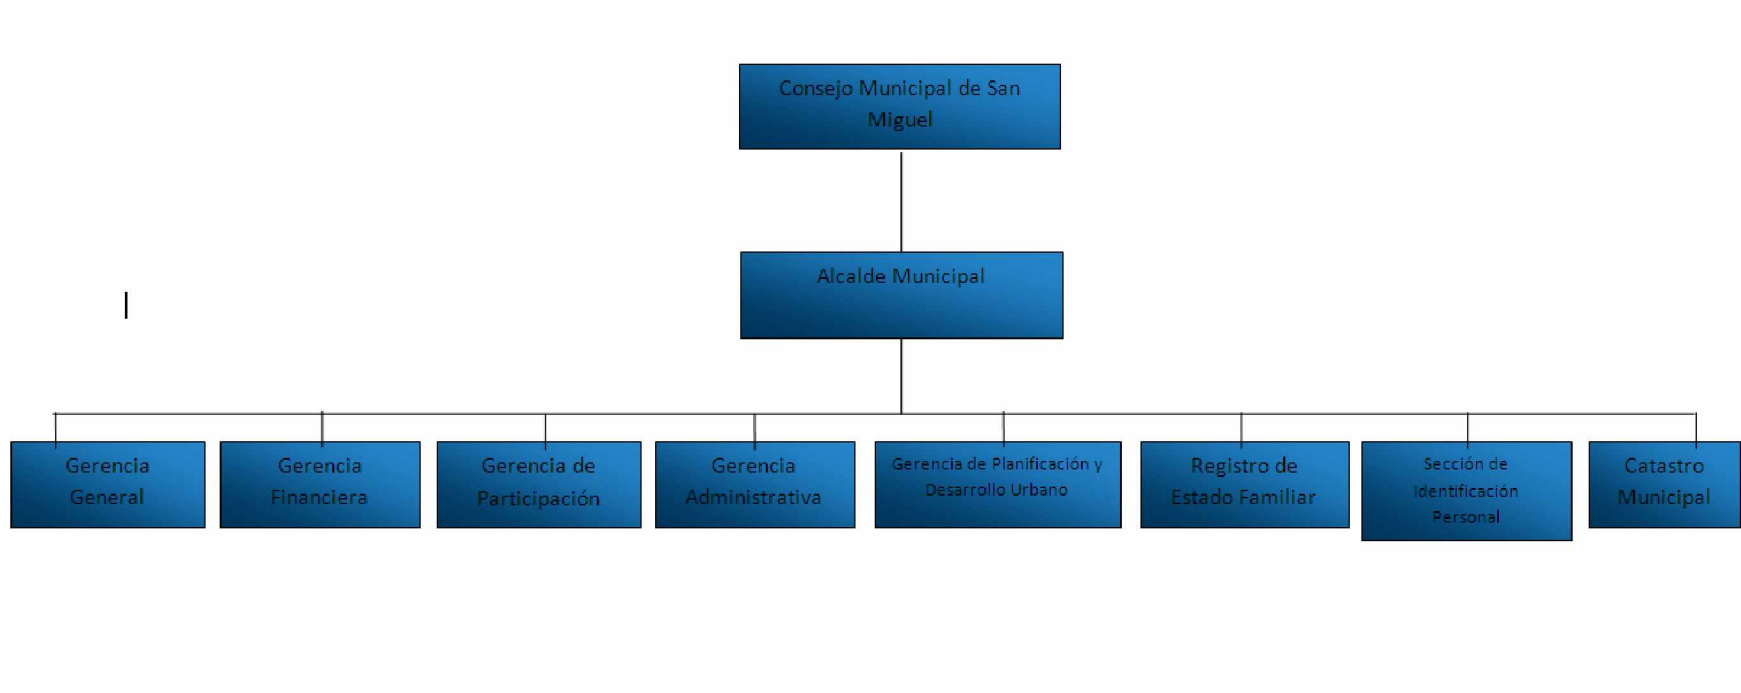 Consejo Municipal de San
Miguel
Alcalde Municipal
Gerencia
General
Gerencia
Financiera
Gerencia de
Participación
Gerencia
Administrativa
Gerencia de Planificación y
Desarrollo Urbano
Registro de
Estado Familiar
Sección de
Identificación
Personal
Catastro
Municipal